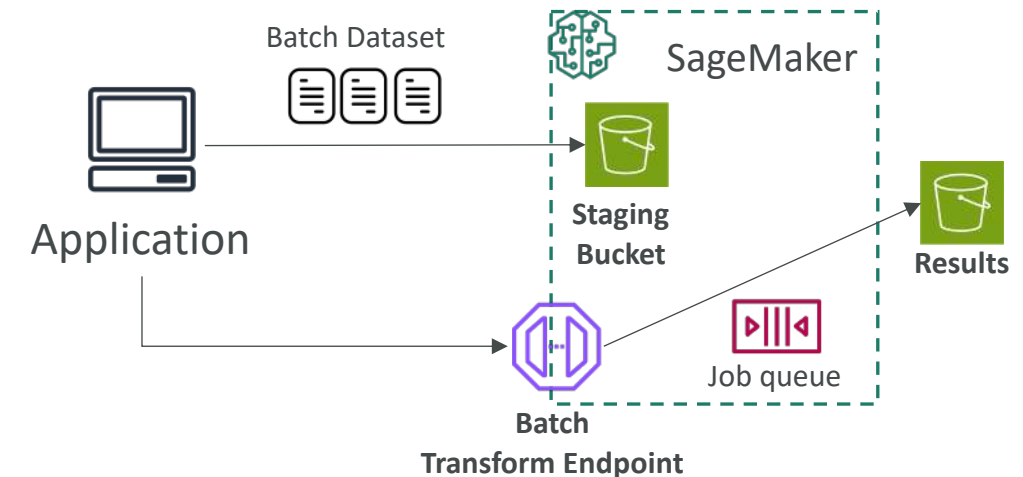 Batch Dataset
SageMaker
Application
Staging
Bucket
Results
Job queue
Batch
Transform Endpoint